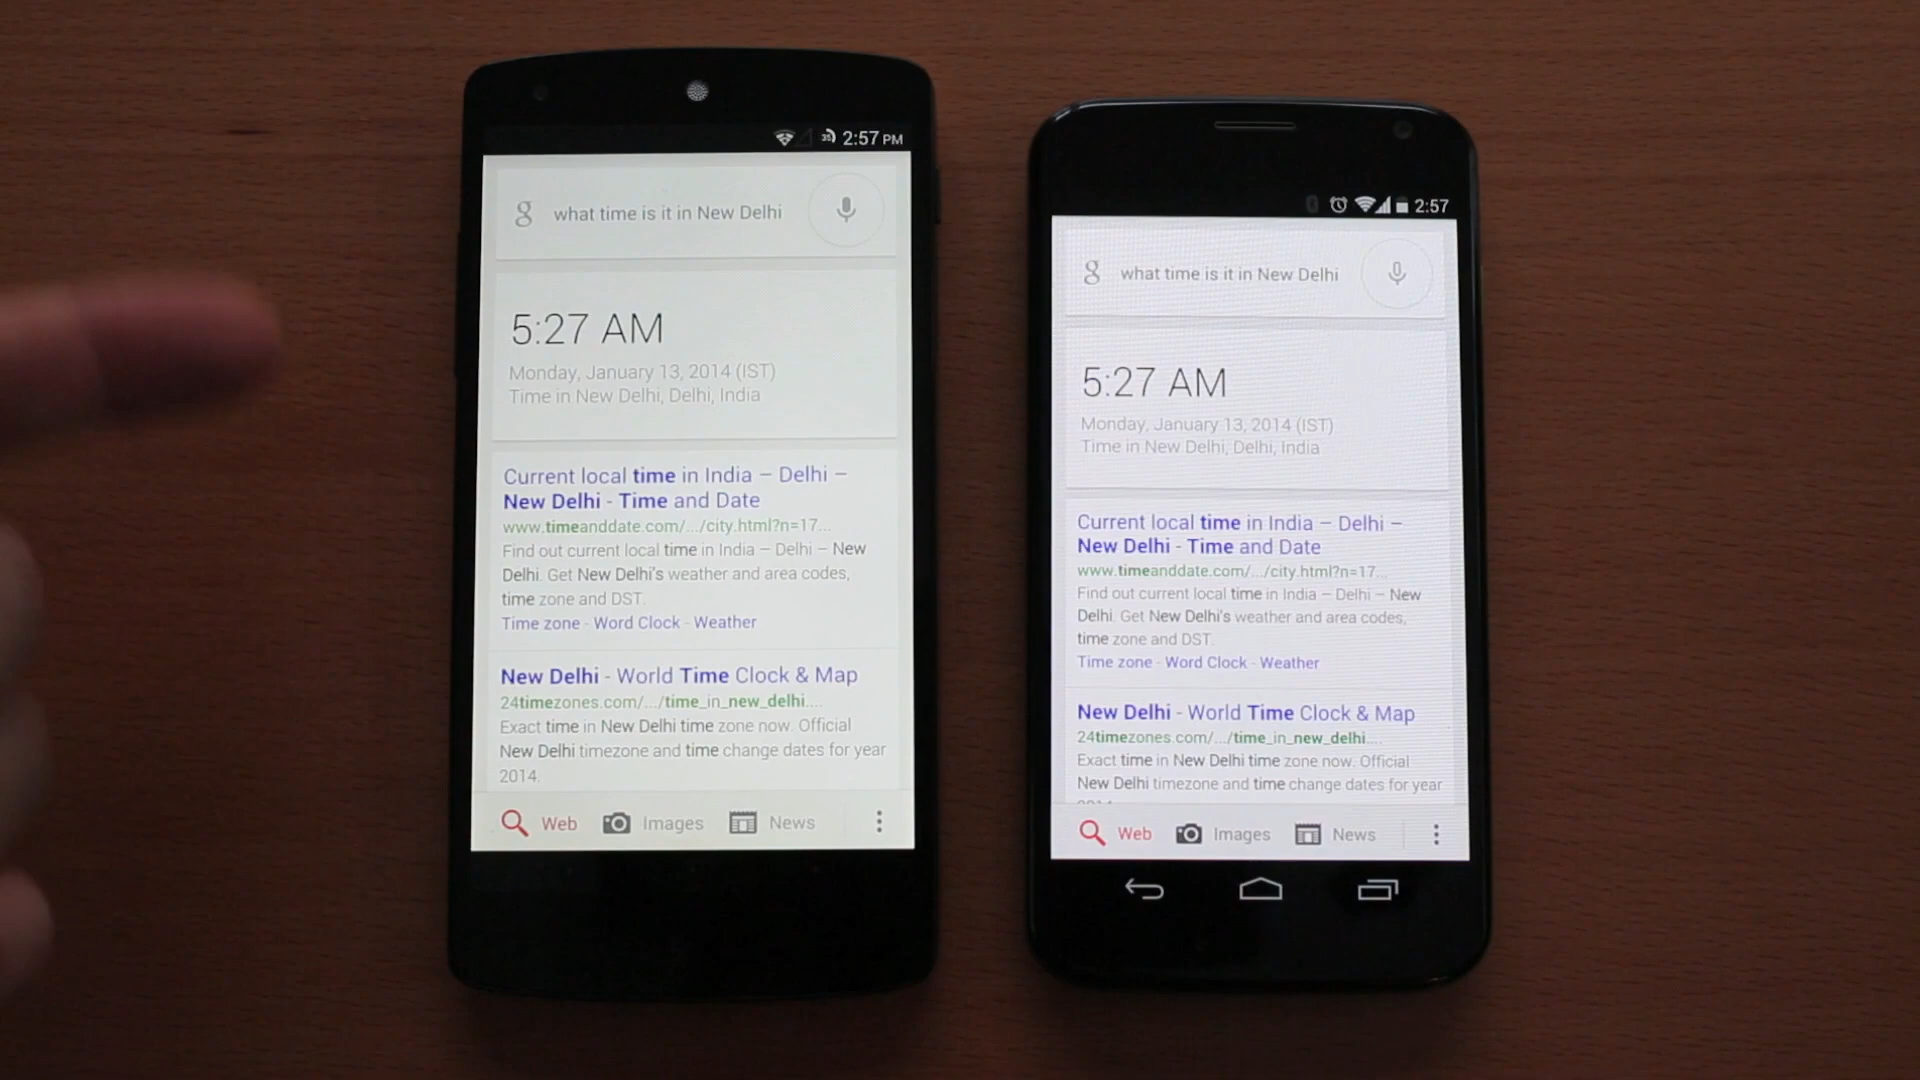 2:57 PM
g what time is it in New Delhi
5:27 AM
Monday, January 13, 2014 (IST)
Time in New Delhi, Delhi, India
Current local time in India – Delhi –
New Delhi - Time and Date
www.timeanddate.com/.../city.html?n=17...
Find out current local time in India – Delhi – New
Delhi. Get New Delhi's weather and area codes,
time zone and DST.
Time zone - Word Clock - Weather
New Delhi - World Time Clock & Map
24timezones.com/.../time_in_new_delhi....
Exact time in New Delhi time zone now. Official
New Delhi timezone and time change dates for year
2014.
Web Images News
2:57
g what time is it in New Delhi
5:27 AM
Monday, January 13, 2014 (IST)
Time in New Delhi, Delhi, India
Current local time in India – Delhi –
New Delhi - Time and Date
www.timeanddate.com/.../city.html?n=17...
Find out current local time in India – Delhi – New
Delhi. Get New Delhi's weather and area codes,
time zone and DST.
Time zone - Word Clock - Weather
New Delhi - World Time Clock & Map
24timezones.com/.../time_in_new_delhi....
Exact time in New Delhi time zone now. Official
New Delhi timezone and time change dates for year
Web Images News